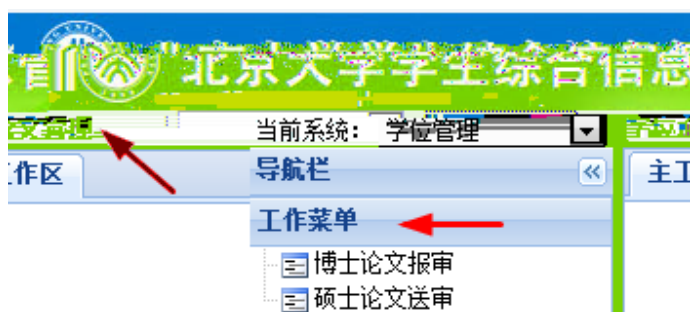 北京大学学生综合信息
当前系统： 学位管理
工作区
导航栏
主工
工作菜单
博士论文报审
硕士论文送审